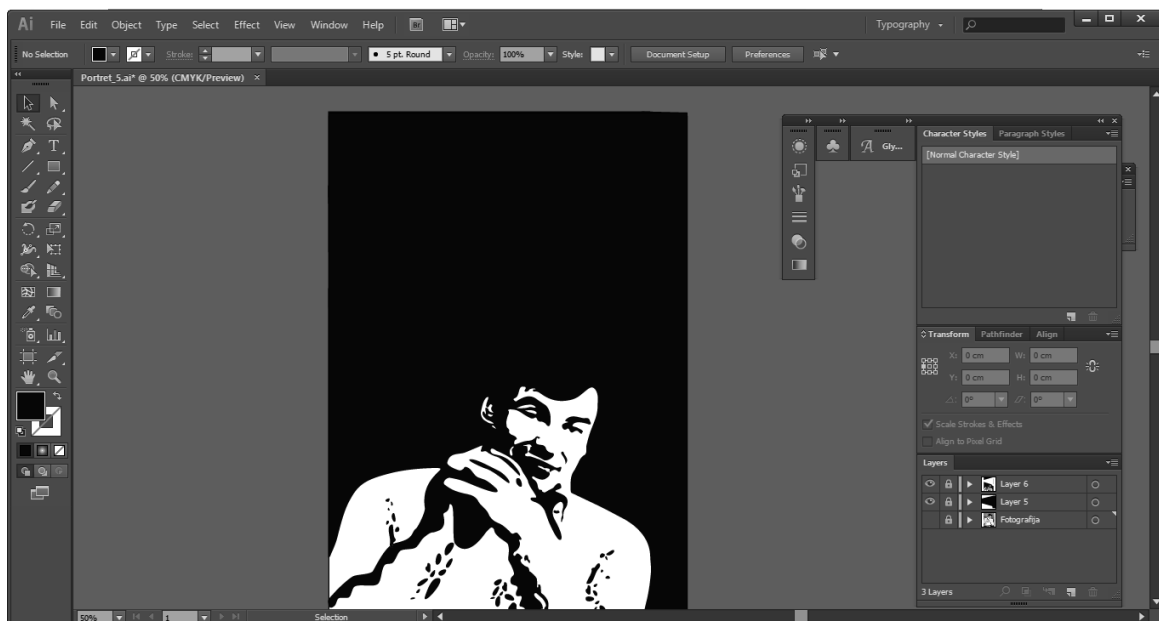 Ai File Edit Object Type Select Effect View Window Help Br Typography
No Selection Stroke: 5 pt. Round Opacity: 100% Style: Document Setup Preferences
Portret_5.ai* @ 50% (CMYK/Preview) ×
A Gly...
Character Styles Paragraph Styles
[Normal Character Style]
Transform Pathfinder Align
X: 0 cm W: 0 cm
Y: 0 cm H: 0 cm
0° 0°
Scale Strokes & Effects
Align to Pixel Grid
Layers
Layer 6
Layer 5
Fotografija
3 Layers
50% 1 Selection